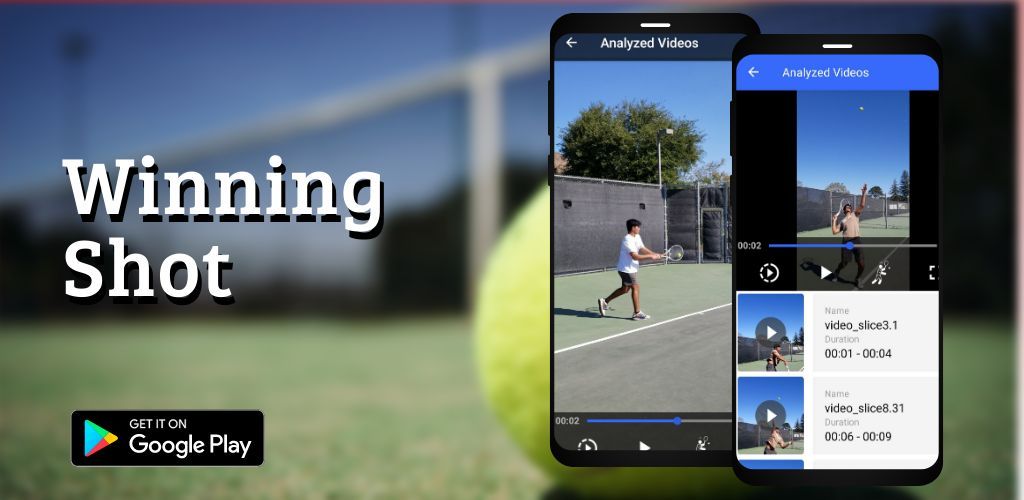 Winning
Shot
GET IT ON
Google Play
Analyzed Videos
00:02
Analyzed Videos
00:02
Name
video_slice3.1
Duration
00:01 - 00:04
Name
video_slice8.31
Duration
00:06 - 00:09